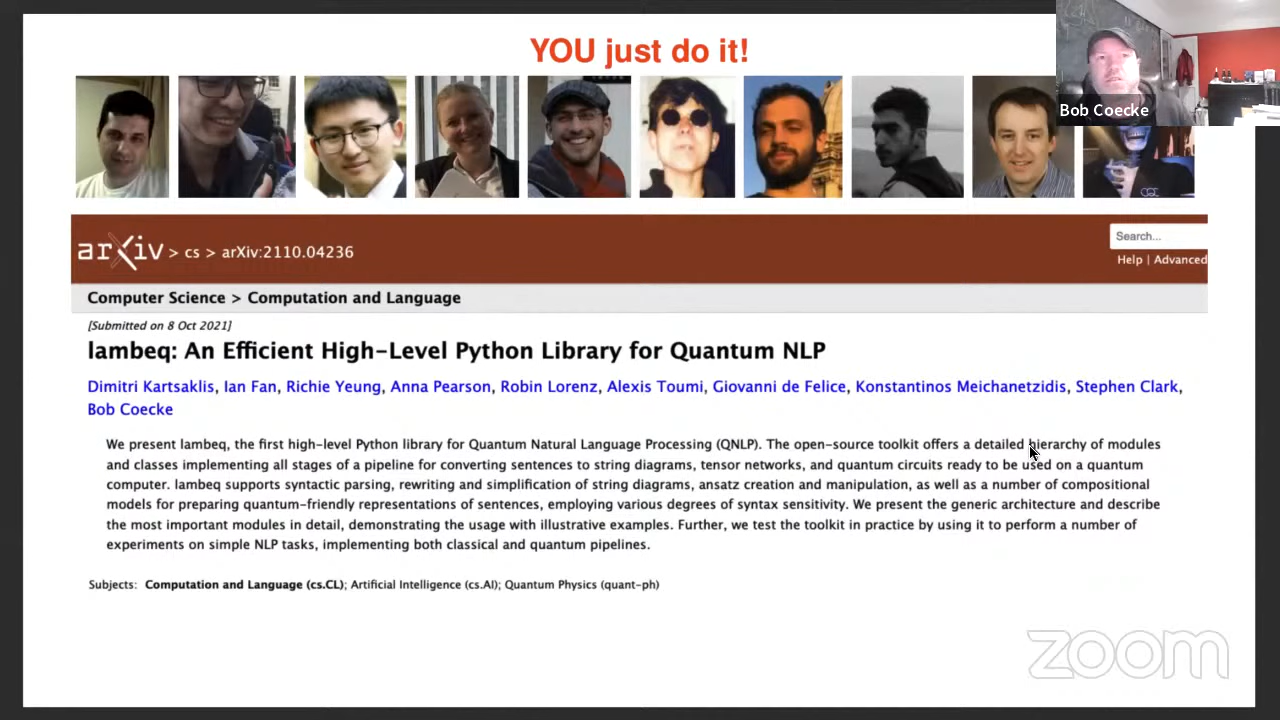 YOU just do it!
Bob Coecke
CQC
arXiv > cs > arXiv:2110.04236
Search...
Help | Advanced
Computer Science > Computation and Language
[Submitted on 8 Oct 2021]
lambeq: An Efficient High-Level Python Library for Quantum NLP
Dimitri Kartsaklis, Ian Fan, Richie Yeung, Anna Pearson, Robin Lorenz, Alexis Toumi, Giovanni de Felice, Konstantinos Meichanetzidis, Stephen Clark,
Bob Coecke
We present lambeq, the first high-level Python library for Quantum Natural Language Processing (QNLP). The open-source toolkit offers a detailed hierarchy of modules
and classes implementing all stages of a pipeline for converting sentences to string diagrams, tensor networks, and quantum circuits ready to be used on a quantum
computer. lambeq supports syntactic parsing, rewriting and simplification of string diagrams, ansatz creation and manipulation, as well as a number of compositional
models for preparing quantum-friendly representations of sentences, employing various degrees of syntax sensitivity. We present the generic architecture and describe
the most important modules in detail, demonstrating the usage with illustrative examples. Further, we test the toolkit in practice by using it to perform a number of
experiments on simple NLP tasks, implementing both classical and quantum pipelines.
Subjects: Computation and Language (cs.CL); Artificial Intelligence (cs.AI); Quantum Physics (quant-ph)
zoom